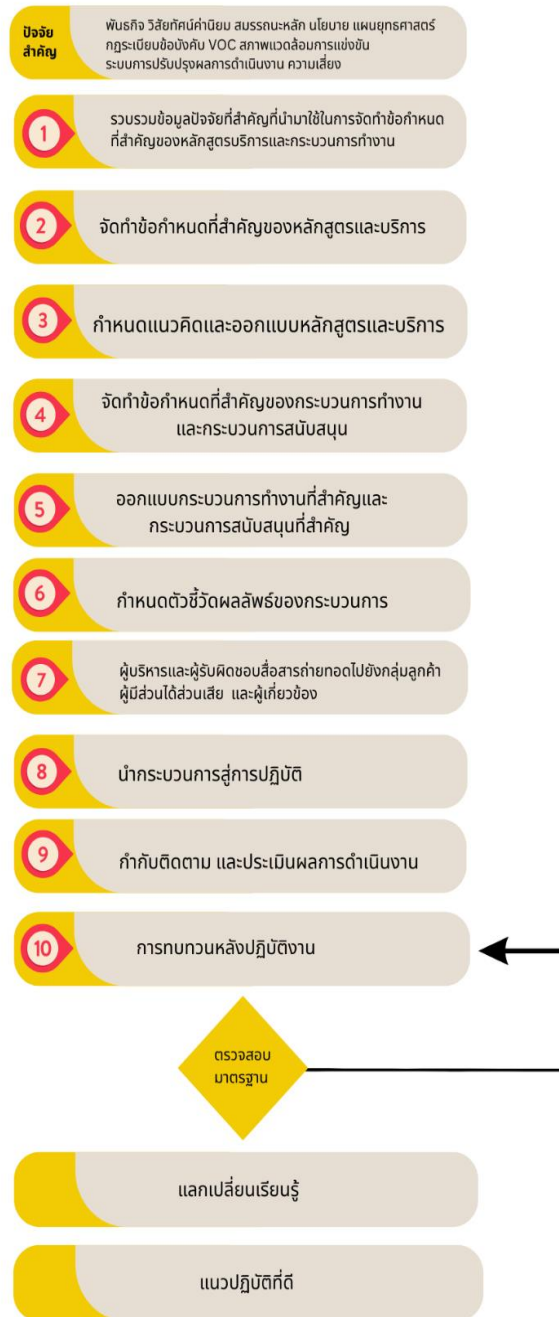 ปัจจัย
สำคัญ
พันธกิจ วิสัยทัศน์ค่านิยม สมรรถนะหลัก นโยบาย แผนยุทธศาสตร์
กฎระเบียบข้อบังคับ VOC สภาพแวดล้อมการแข่งขัน
ระบบการปรับปรุงผลการดำเนินงาน ความเสี่ยง
1
รวบรวมข้อมูลปัจจัยที่สำคัญที่นำมาใช้ในการจัดทำข้อกำหนด
ที่สำคัญของหลักสูตรบริการและกระบวนการทำงาน
2
จัดทำข้อกำหนดที่สำคัญของหลักสูตรและบริการ
3
กำหนดแนวคิดและออกแบบหลักสูตรและบริการ
4
จัดทำข้อกำหนดที่สำคัญของกระบวนการทำงาน
และกระบวนการสนับสนุน
5
ออกแบบกระบวนการทำงานที่สำคัญและ
กระบวนการสนับสนุนที่สำคัญ
6
กำหนดตัวชี้วัดผลลัพธ์ของกระบวนการ
7
ผู้บริหารและผู้รับผิดชอบสื่อสารถ่ายทอดไปยังกลุ่มลูกค้า
ผู้มีส่วนได้ส่วนเสีย และผู้เกี่ยวข้อง
8
นำกระบวนการสู่การปฏิบัติ
9
กำกับติดตาม และประเมินผลการดำเนินงาน
10
การทบทวนหลังปฏิบัติงาน
ตรวจสอบ
มาตรฐาน
แลกเปลี่ยนเรียนรู้
แนวปฏิบัติที่ดี